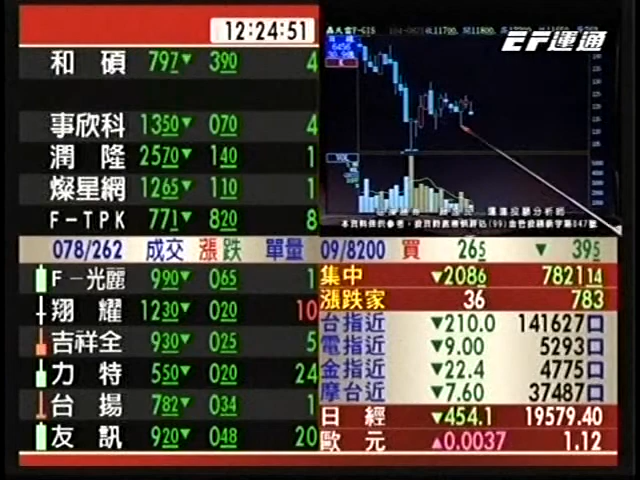 12:24:51
和碩 797▼ 390 4
事欣科 1350▼ 070 4
潤隆 2570▼ 140 1
燦星網 1265▼ 110 1
F-TPK 771▼ 820 8
078/262 成交 漲跌 單量
F-光麗 990▼ 065 1
翔耀 1230▼ 020 10
吉祥全 930▼ 025 5
力特 550▼ 020 24
台揚 782▼ 034 1
友訊 920▼ 048 20
EF運通
6456
VOL
09/8200 買 265 ▼ 395
集中 ▼2086 782114
漲跌家 36 783
台指近 ▼210.0 141627口
電指近 ▼9.00 5293口
金指近 ▼22.4 4775口
摩台近 ▼7.60 37487口
日經 ▼454.1 19579.40
歐元 ▲0.0037 1.12